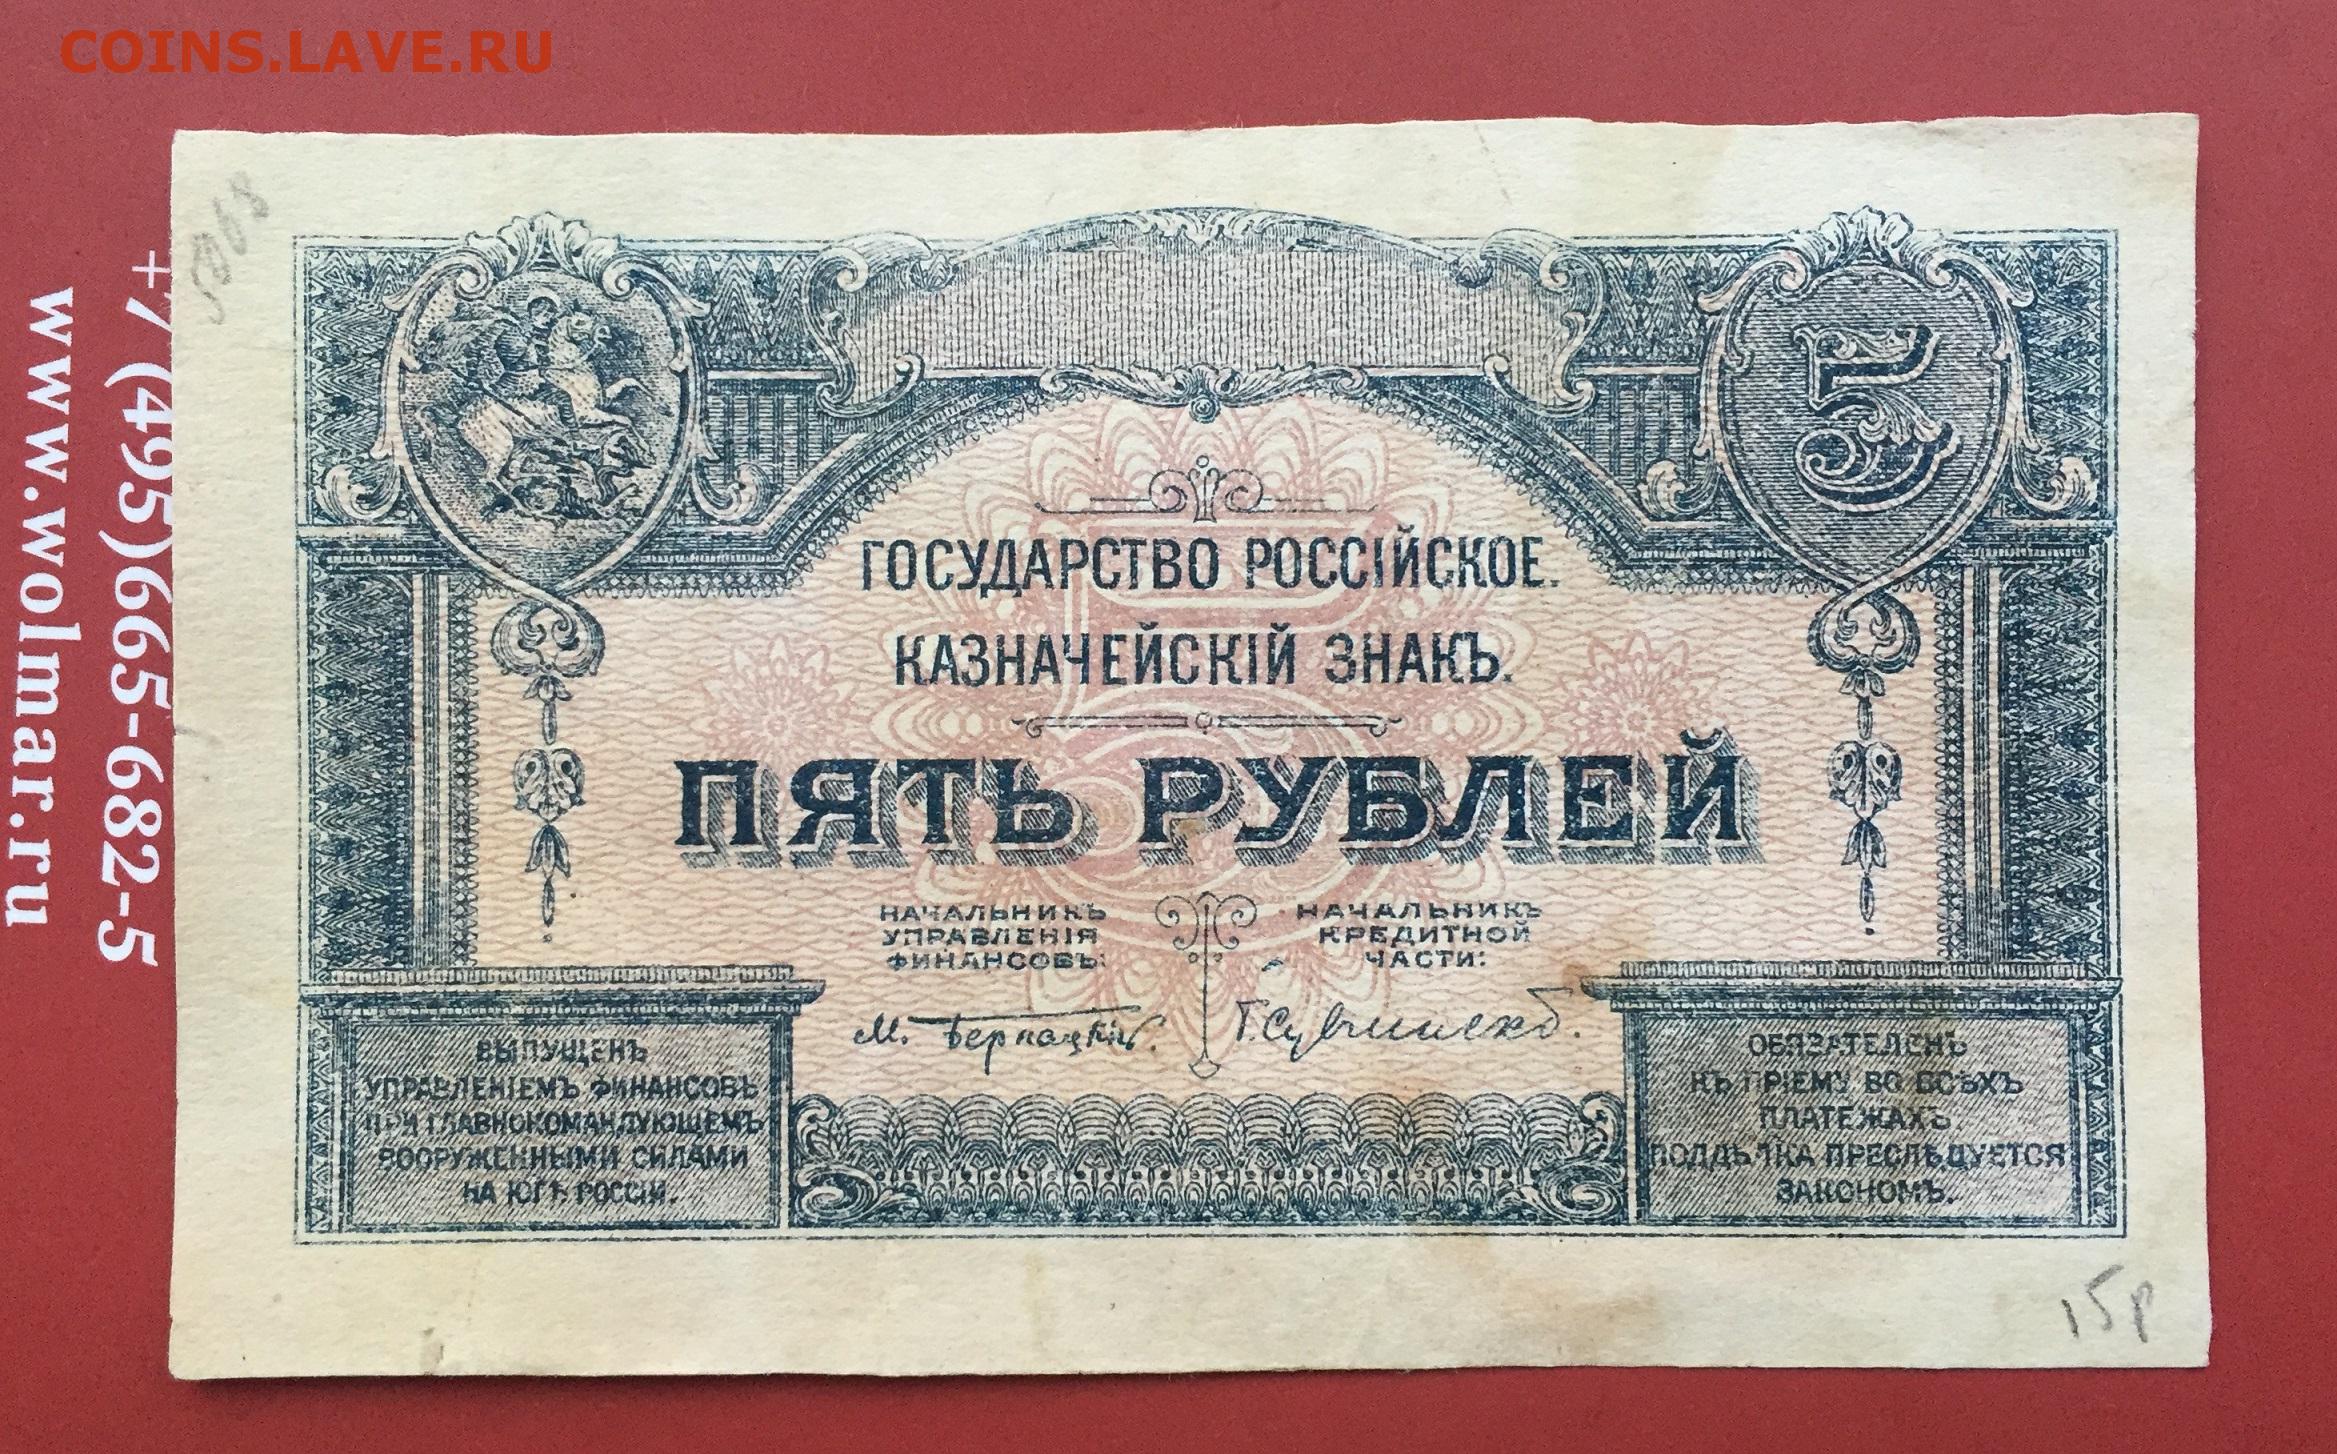 COINS.LAVE.RU
+7 (495)665-682-5
www.wolmar.ru
5
ГОСУДАРСТВО РОССІЙСКОЕ.
КАЗНАЧЕЙСКІЙ ЗНАКЪ.
ПЯТЬ РУБЛЕЙ
НАЧАЛЬНИКЪ
УПРАВЛЕНІЯ
ФИНАНСОВЪ:
М. Бернацкій.
НАЧАЛЬНИКЪ
КРЕДИТНОЙ
ЧАСТИ:
ВЫПУЩЕНЪ
УПРАВЛЕНІЕМЪ ФИНАНСОВЪ
ПРИ ГЛАВНОКОМАНДУЮЩЕМЪ
ВООРУЖЕННЫМИ СИЛАМИ
НА ЮГѢ РОССІИ.
ОБЯЗАТЕЛЕНЪ
КЪ ПРІЕМУ ВО ВСѢХЪ
ПЛАТЕЖАХЪ.
ПОДДѢЛКА ПРЕСЛѢДУЕТСЯ
ЗАКОНОМЪ.
15р